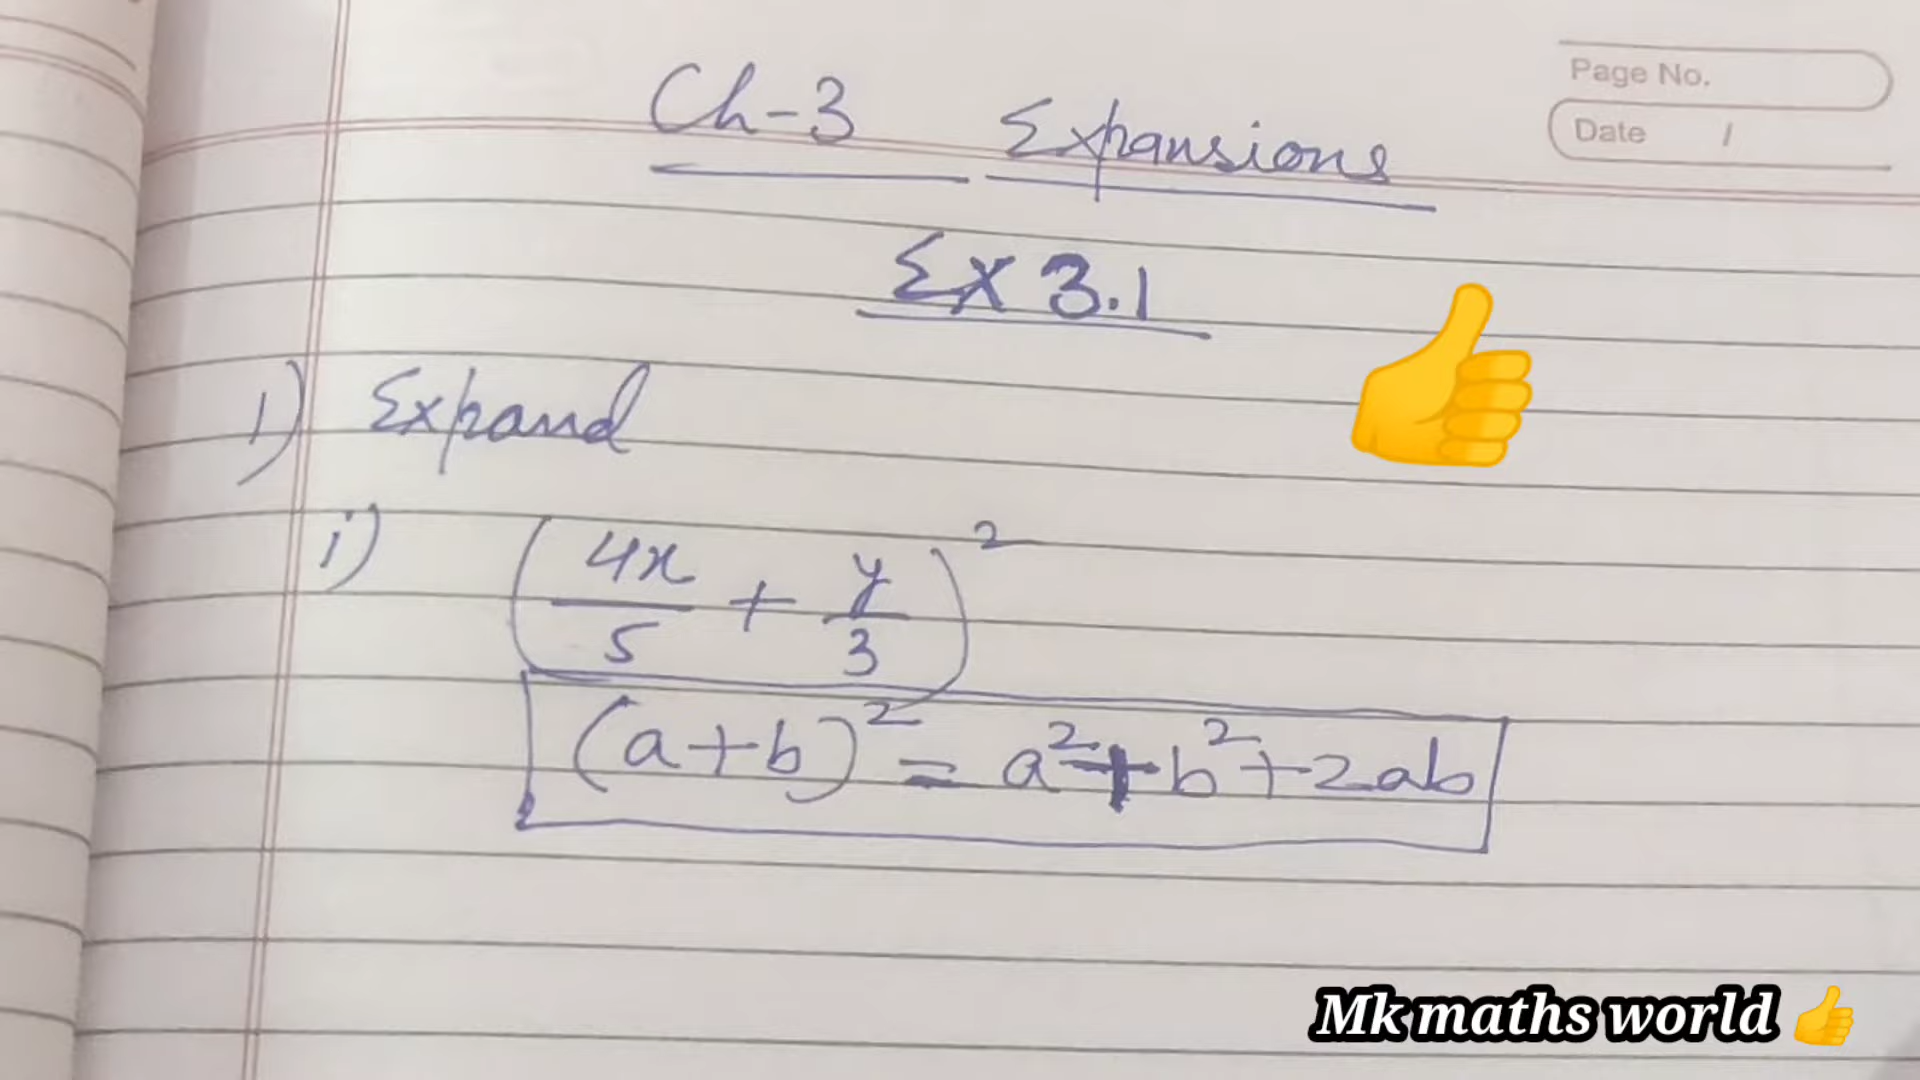 Page No.
Date /
Ch-3 Expansions
Ex 3.1
1) Expand
i) (4x/5 + y/3)²
(a+b)² = a²+b²+2ab
Mk maths world 👍